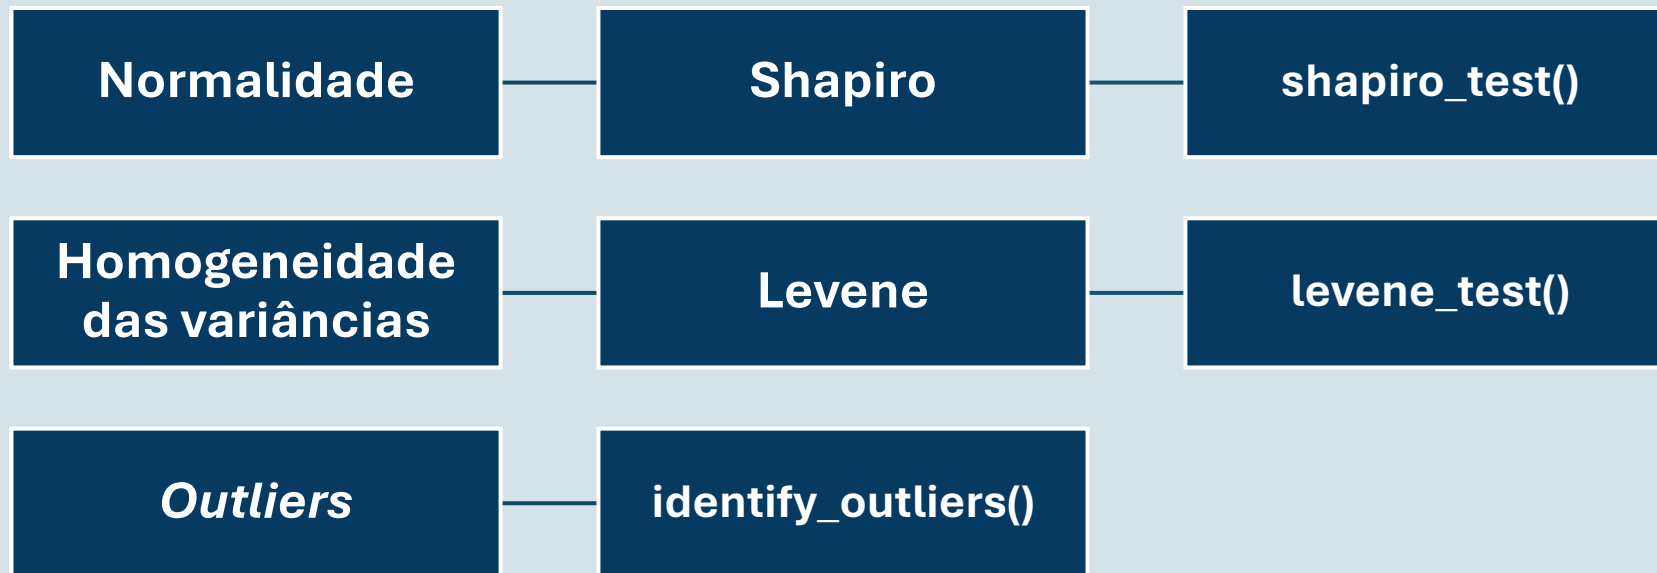 Normalidade
Shapiro
shapiro_test()
Homogeneidade
das variâncias
Levene
levene_test()
Outliers
identify_outliers()